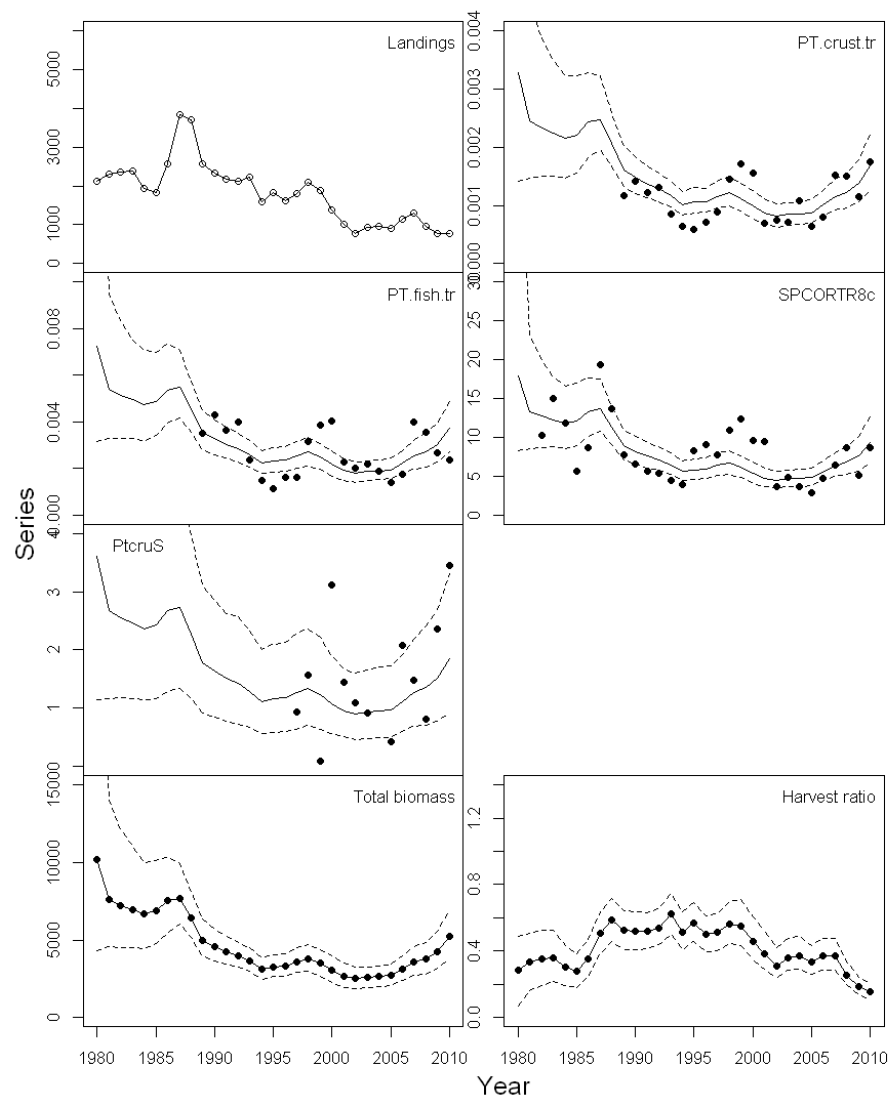 Landings
PT.crust.tr
0 1000 3000 5000
0.000 0.001 0.002 0.003 0.004
PT.fish.tr
SPCORTR8c
0.000 0.004 0.008
0 5 10 15 20 25 30
PtcruS
1 2 3 4
Total biomass
Harvest ratio
0 5000 10000 15000
0.0 0.4 0.8 1.2
1980 1985 1990 1995 2000 2005 2010
1980 1985 1990 1995 2000 2005 2010
Series
Year